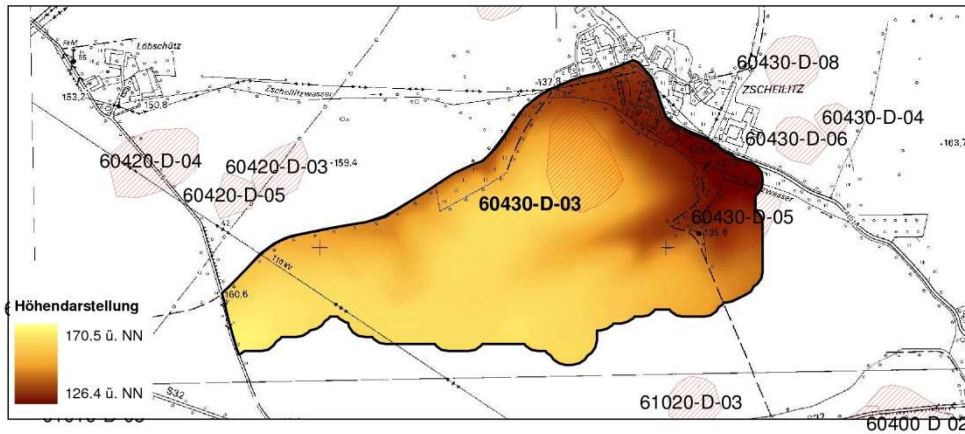 Löbschütz
153,2
150,8
Zscheilitzwasser
137,8
60430-D-08
ZSCHEILITZ
60430-D-04
60430-D-06
163,7
60420-D-04
60420-D-03
159,4
60420-D-05
60430-D-03
60430-D-05
135,8
110 kV
160,6
Höhendarstellung
170.5 ü. NN
126.4 ü. NN
S32
61020-D-03
60400 D 02